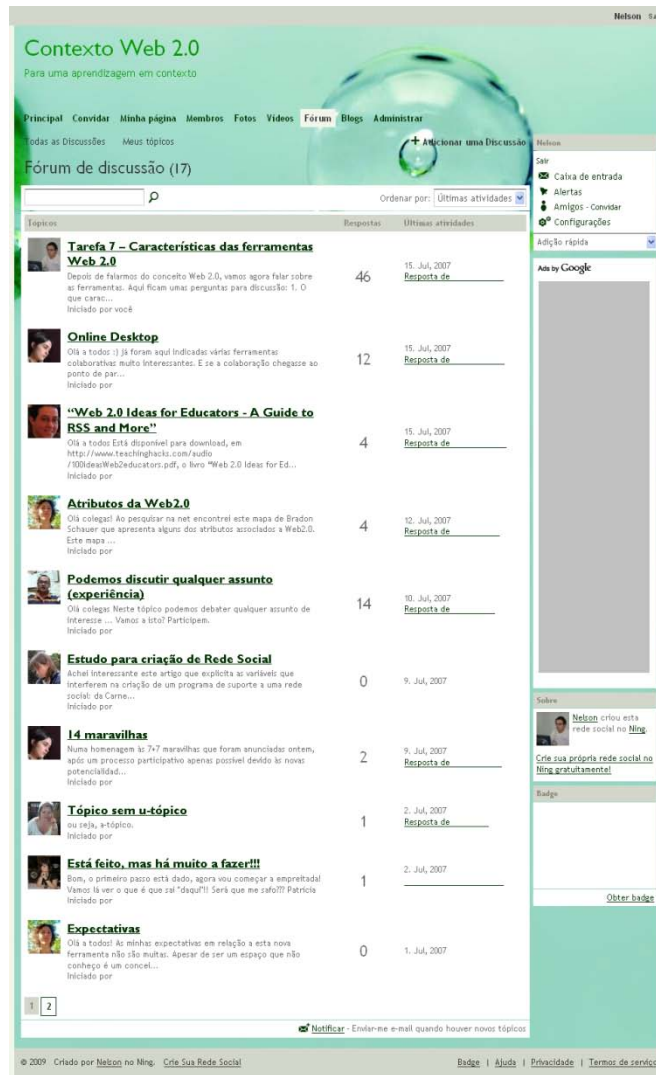 Nelson Sa
Contexto Web 2.0
Para uma aprendizagem em contexto
Principal Convidar Minha página Membros Fotos Vídeos Fórum Blogs Administrar
Todas as Discussões Meus tópicos
+ Adicionar uma Discussão
Fórum de discussão (17)
Ordenar por: Últimas atividades
Tópicos Respostas Últimas atividades
Tarefa 7 – Características das ferramentas
Web 2.0
Depois de falarmos do conceito Web 2.0, vamos agora falar sobre
as ferramentas. Aqui ficam umas perguntas para discussão: 1. O
que carac...
Iniciado por você
46
15. Jul, 2007
Resposta de
Online Desktop
Olá a todos :) Já foram aqui indicadas várias ferramentas
colaborativas muito interessantes. E se a colaboração chegasse ao
ponto de par...
Iniciado por
12
15. Jul, 2007
Resposta de
“Web 2.0 Ideas for Educators - A Guide to
RSS and More”
Olá a todos Está disponível para download, em
http://www.teachinghacks.com/audio
/100IdeasWeb2educators.pdf, o livro “Web 2.0 Ideas for Ed...
Iniciado por
4
15. Jul, 2007
Resposta de
Atributos da Web2.0
Olá colegas! Ao pesquisar na net encontrei este mapa de Bradon
Schauer que apresenta alguns dos atributos associados a Web2.0.
Este mapa ...
Iniciado por
4
12. Jul, 2007
Resposta de
Podemos discutir qualquer assunto
(experiência)
Olá colegas Neste tópico podemos debater qualquer assunto de
interesse ... Vamos a isto? Participem.
Iniciado por
14
10. Jul, 2007
Resposta de
Estudo para criação de Rede Social
Achei interessante este artigo que explicita as variáveis que
interferem na criação de um programa de suporte a uma rede
social: da Carne...
Iniciado por
0
9. Jul, 2007
14 maravilhas
Numa homenagem às 7+7 maravilhas que foram anunciadas ontem,
após um processo participativo apenas possível devido às novas
potencialidad...
Iniciado por
2
9. Jul, 2007
Resposta de
Tópico sem u-tópico
ou seja, a-tópico.
Iniciado por
1
2. Jul, 2007
Resposta de
Está feito, mas há muito a fazer!!!
Bom, o primeiro passo está dado, agora vou começar a empreitada!
Vamos lá ver o que é que sai "daqui"!! Será que me safo??? Patricia
Iniciado por
1
2. Jul, 2007
Expectativas
Olá a todos! As minhas expectativas em relação a esta nova
ferramenta não são muitas. Apesar de ser um espaço que não
conheço é um concei...
Iniciado por
0
1. Jul, 2007
1 2
Notificar - Enviar-me e-mail quando houver novos tópicos
Nelson
Sair
Caixa de entrada
Alertas
Amigos - Convidar
Configurações
Adição rápida
Ads by Google
Sobre
Nelson criou esta
rede social no Ning.
Crie sua própria rede social no
Ning gratuitamente!
Badge
Obter badge
© 2009 Criado por Nelson no Ning. Crie Sua Rede Social
Badge | Ajuda | Privacidade | Termos de serviço